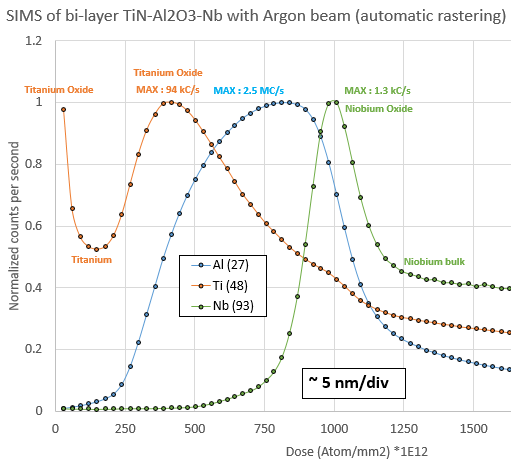 SIMS of bi-layer TiN-Al2O3-Nb with Argon beam (automatic rastering)
1.2
Titanium Oxide
Titanium Oxide
MAX : 94 kC/s
MAX : 2.5 MC/s
MAX : 1.3 kC/s
Niobium Oxide
1
0.8
0.6
Titanium
Niobium bulk
Al (27)
Ti (48)
Nb (93)
0.4
~ 5 nm/div
0.2
0
Normalized counts per second
0 250 500 750 1000 1250 1500
Dose (Atom/mm2) *1E12